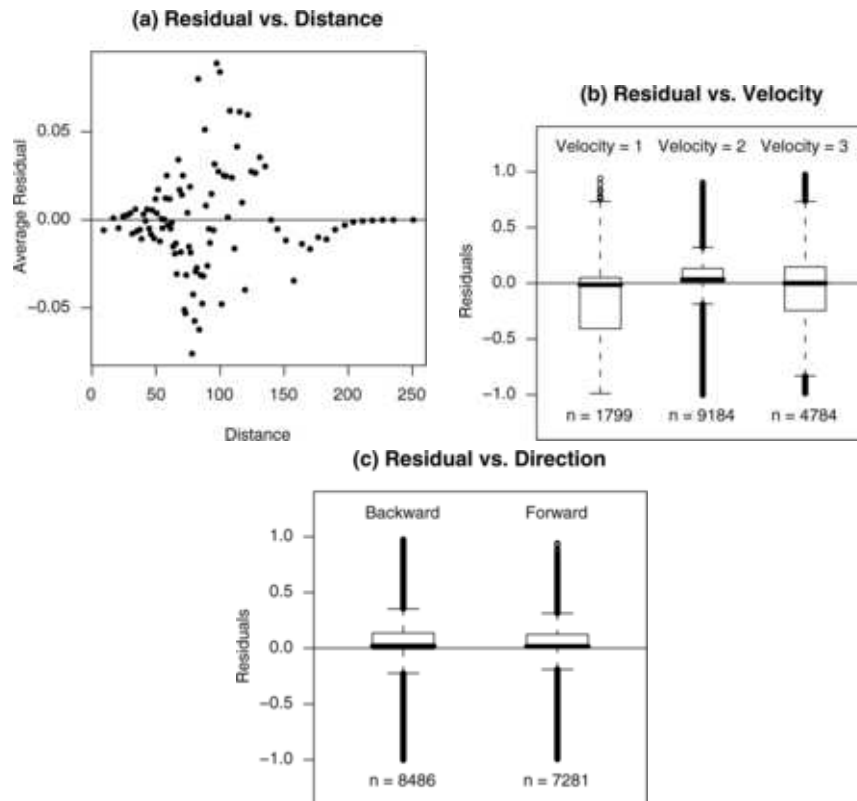 (a) Residual vs. Distance
Average Residual
0.05
0.00
−0.05
0 50 100 150 200 250
Distance
(b) Residual vs. Velocity
Velocity = 1 Velocity = 2 Velocity = 3
Residuals
1.0
0.5
0.0
−0.5
−1.0
n = 1799 n = 9184 n = 4784
(c) Residual vs. Direction
Backward Forward
Residuals
1.0
0.5
0.0
−0.5
−1.0
n = 8486 n = 7281